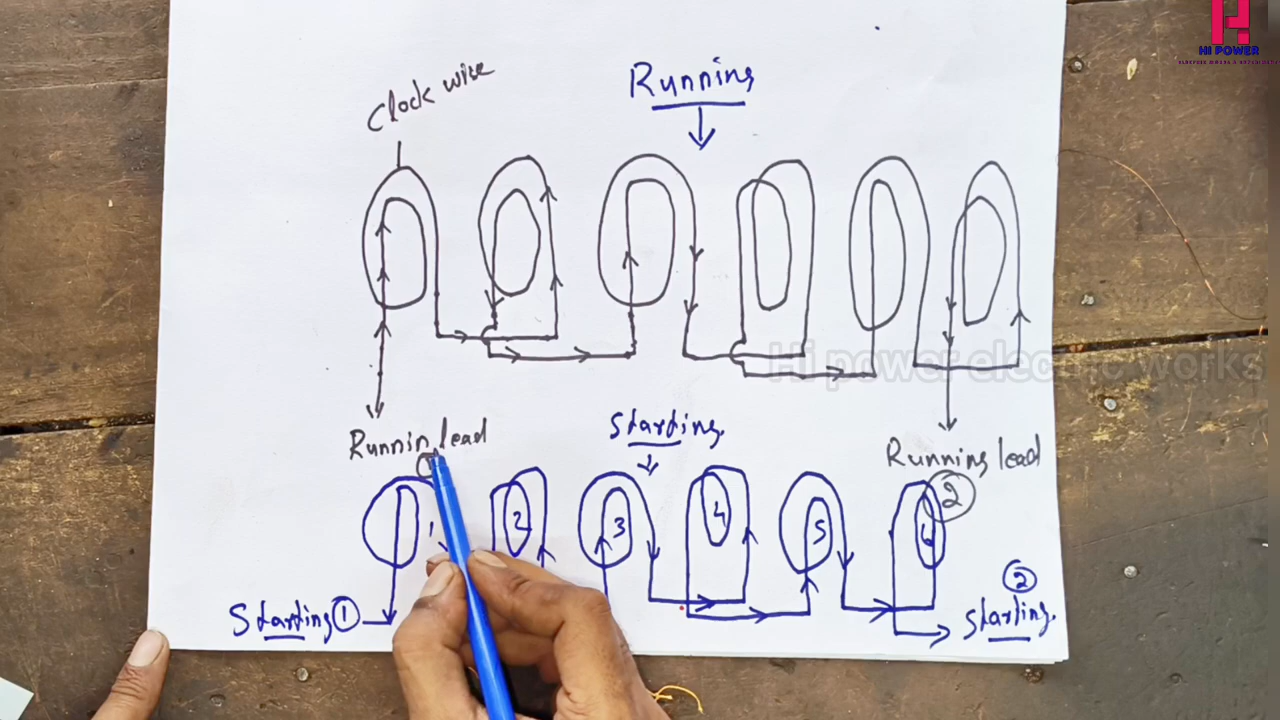 HI POWER
Clock wise
Running
Hi power electric works
Runnin lead
Starting
Running lead
2
1 2 3 4 5 6
2
Starting 1
Starting